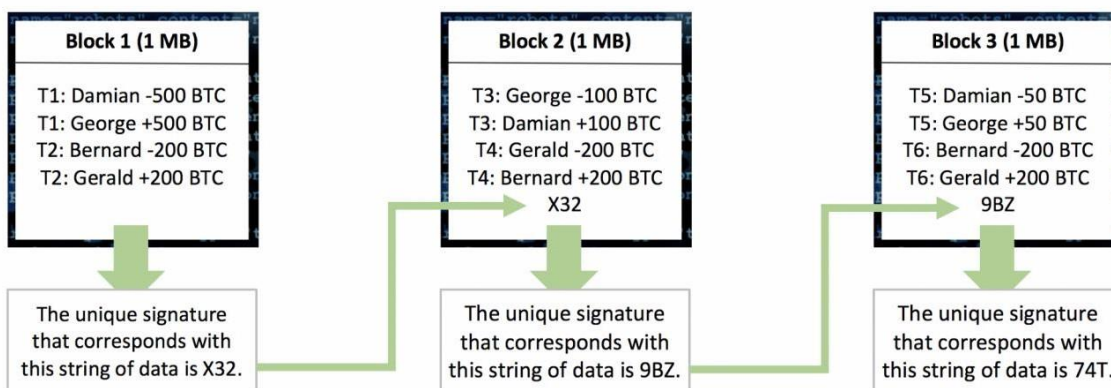 Block 1 (1 MB)
T1: Damian -500 BTC
T1: George +500 BTC
T2: Bernard -200 BTC
T2: Gerald +200 BTC
The unique signature
that corresponds with
this string of data is X32.
Block 2 (1 MB)
T3: George -100 BTC
T3: Damian +100 BTC
T4: Gerald -200 BTC
T4: Bernard +200 BTC
X32
The unique signature
that corresponds with
this string of data is 9BZ.
Block 3 (1 MB)
T5: Damian -50 BTC
T5: George +50 BTC
T6: Bernard -200 BTC
T6: Gerald +200 BTC
9BZ
The unique signature
that corresponds with
this string of data is 74T.